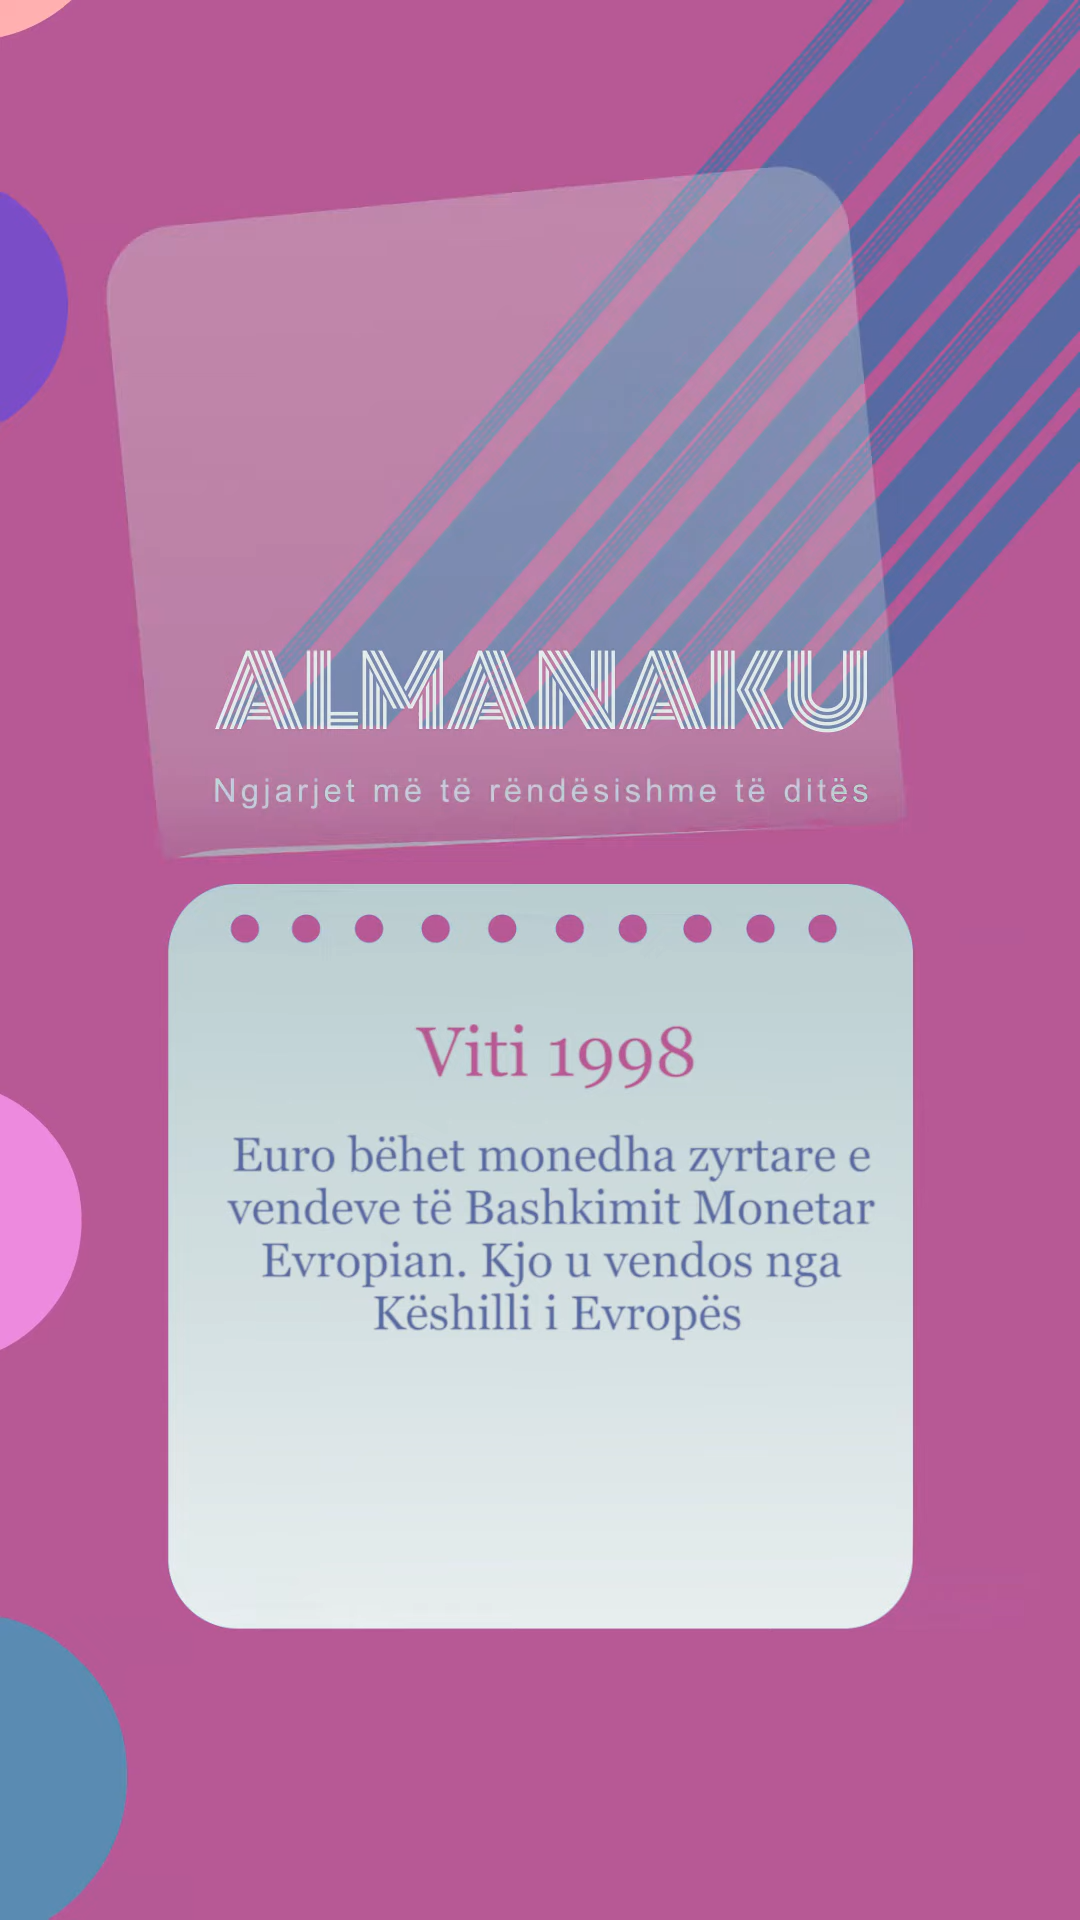 ALMANAKU
Ngjarjet më të rëndësishme të ditës
Viti 1998
Euro bëhet monedha zyrtare e
vendeve të Bashkimit Monetar
Evropian. Kjo u vendos nga
Këshilli i Evropës